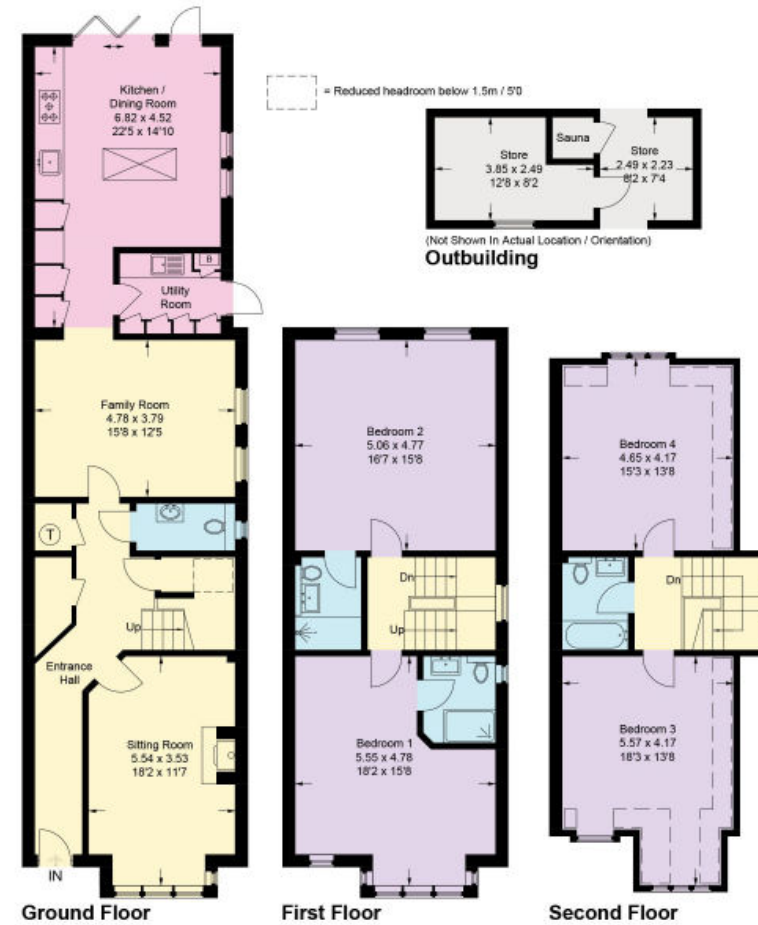 Kitchen /
Dining Room
6.82 x 4.52
22'5 x 14'10
= Reduced headroom below 1.5m / 5'0
Sauna
Store
3.85 x 2.49
12'8 x 8'2
Store
2.49 x 2.23
8'2 x 7'4
(Not Shown In Actual Location / Orientation)
Outbuilding
B
Utility
Room
Family Room
4.78 x 3.79
15'8 x 12'5
T
Up
Entrance
Hall
Sitting Room
5.54 x 3.53
18'2 x 11'7
IN
Ground Floor
Bedroom 2
5.06 x 4.77
16'7 x 15'8
Dn
Up
Bedroom 1
5.55 x 4.78
18'2 x 15'8
First Floor
Bedroom 4
4.65 x 4.17
15'3 x 13'8
Dn
Bedroom 3
5.57 x 4.17
18'3 x 13'8
Second Floor